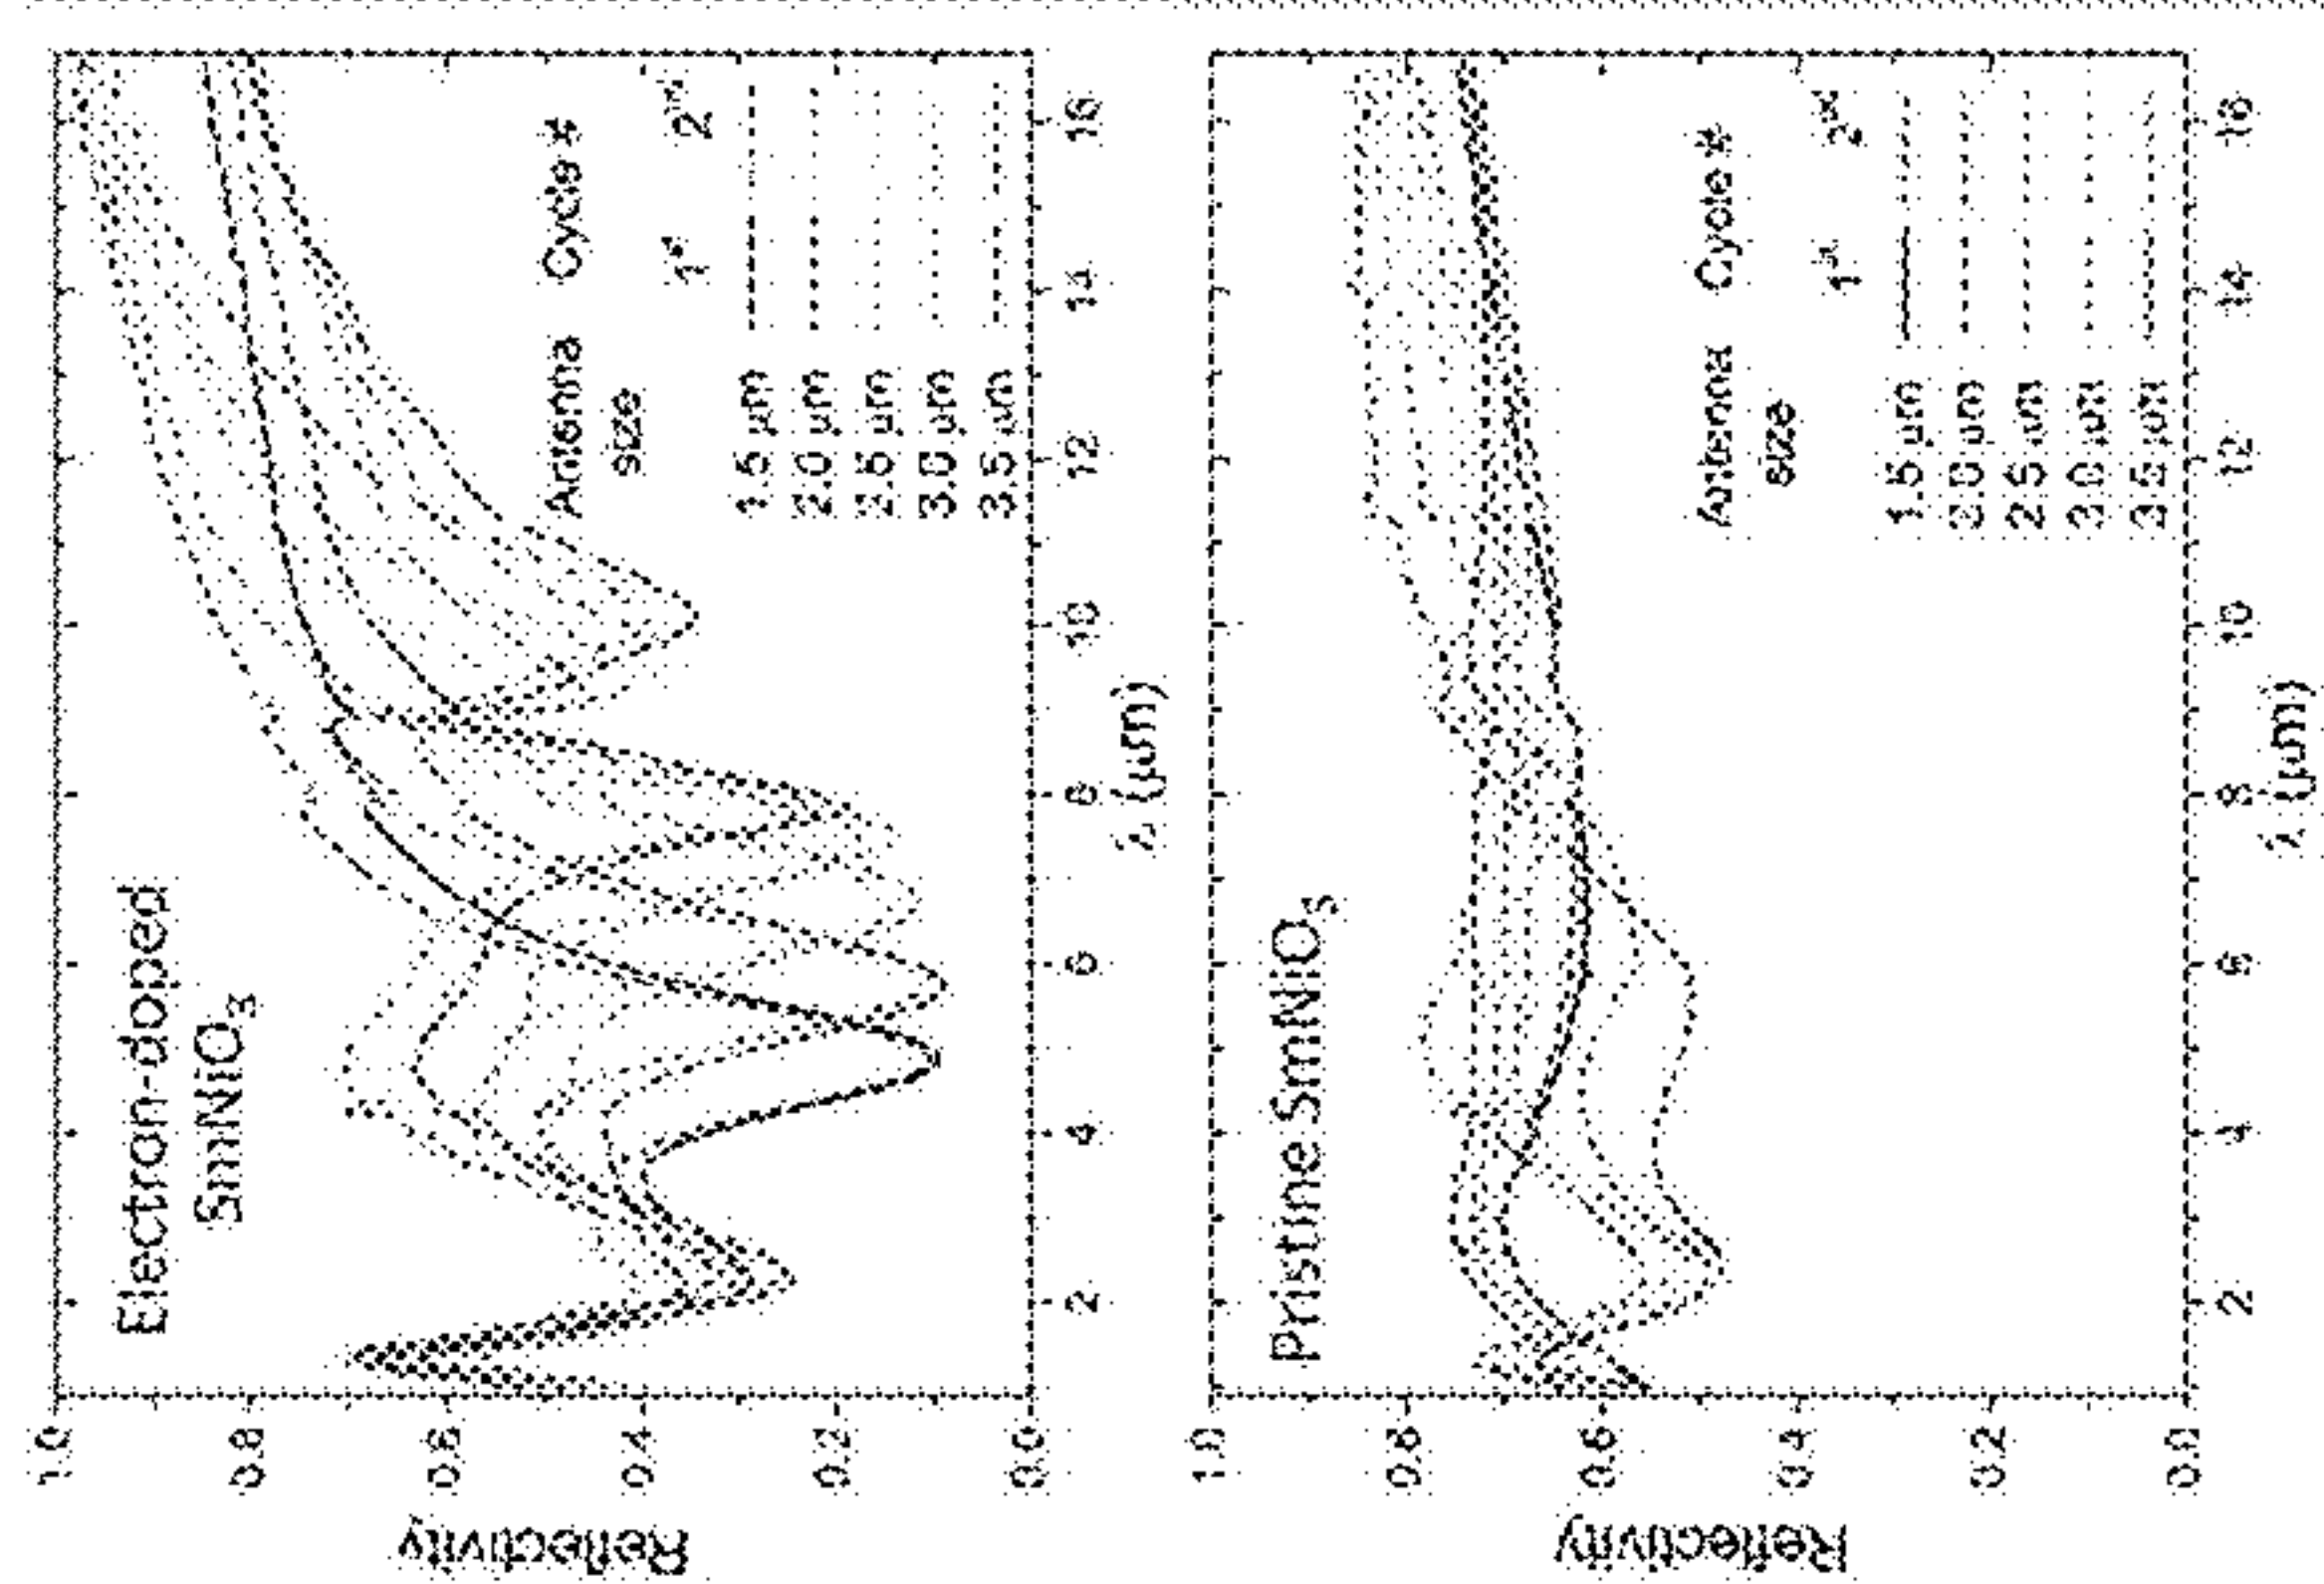 Electron-doped
SmNiO3
Antenna Cycle #
size 1st 2nd
1.5 μm
2.0 μm
2.5 μm
3.0 μm
3.5 μm
Reflectivity
1.0
0.8
0.6
0.4
0.2
0.0
2 4 6 8 10 12 14 16
λ (μm)
Pristine SmNiO3
Antenna Cycle #
size 1st 2nd
1.5 μm
2.0 μm
2.5 μm
3.0 μm
3.5 μm
Reflectivity
1.0
0.8
0.6
0.4
0.2
0.0
2 4 6 8 10 12 14 16
λ (μm)